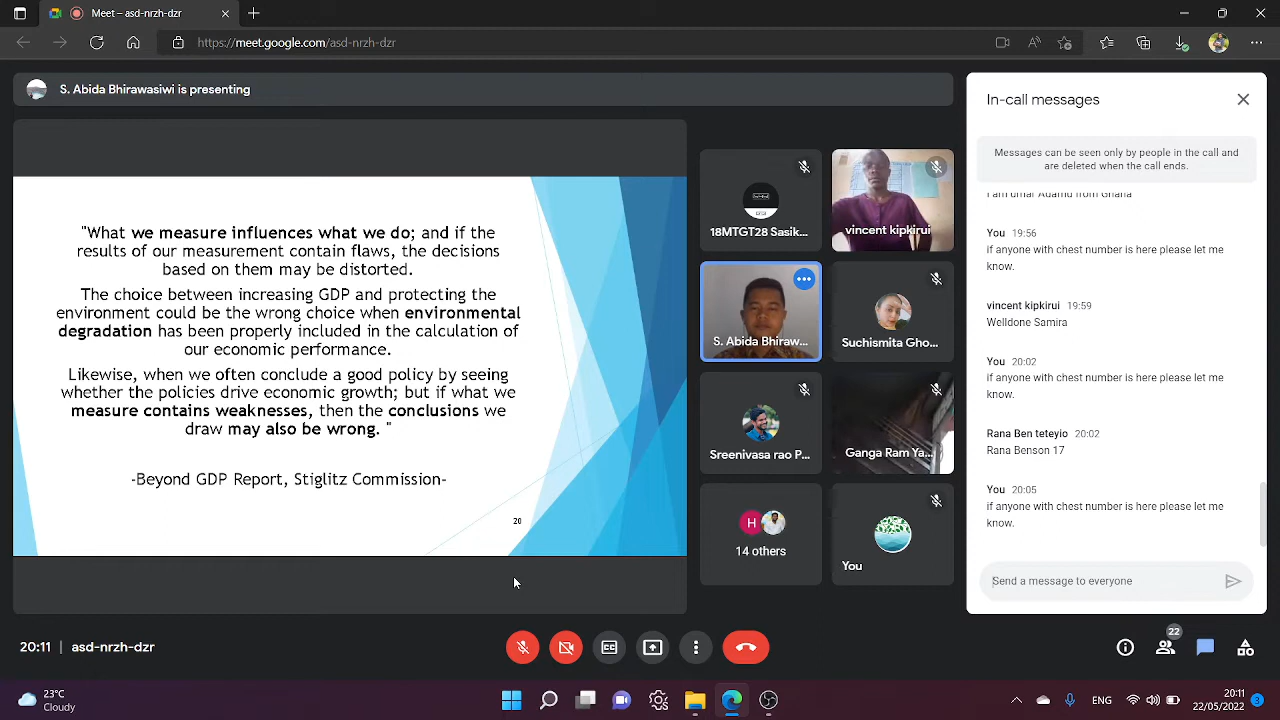 Meet – asd-nrzh-dzr
https://meet.google.com/asd-nrzh-dzr
S. Abida Bhirawasiwi is presenting
"What we measure influences what we do; and if the
results of our measurement contain flaws, the decisions
based on them may be distorted.
The choice between increasing GDP and protecting the
environment could be the wrong choice when environmental
degradation has been properly included in the calculation of
our economic performance.
Likewise, when we often conclude a good policy by seeing
whether the policies drive economic growth; but if what we
measure contains weaknesses, then the conclusions we
draw may also be wrong. "
-Beyond GDP Report, Stiglitz Commission-
20
18MTGT28 Sasik...
vincent kipkirui
S. Abida Bhiraw...
Suchismita Gho...
Sreenivasa rao P...
Ganga Ram Ya...
H
14 others
You
In-call messages
Messages can be seen only by people in the call and
are deleted when the call ends.
I am umar Adamu from Ghana
You 19:56
if anyone with chest number is here please let me
know.
vincent kipkirui 19:59
Welldone Samira
You 20:02
if anyone with chest number is here please let me
know.
Rana Ben teteyio 20:02
Rana Benson 17
You 20:05
if anyone with chest number is here please let me
know.
Send a message to everyone
20:11 | asd-nrzh-dzr
22
23°C
Cloudy
ENG
20:11
22/05/2022
3